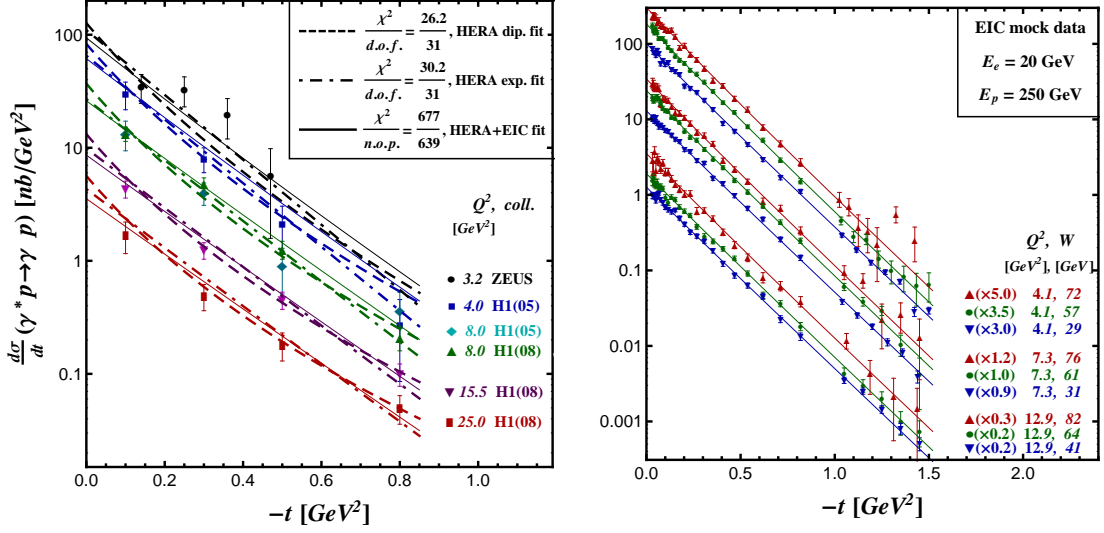 χ² / d.o.f. = 26.2 / 31 , HERA dip. fit
χ² / d.o.f. = 30.2 / 31 , HERA exp. fit
χ² / n.o.p. = 677 / 639 , HERA+EIC fit
Q², coll.
[GeV²]
3.2 ZEUS
4.0 H1(05)
8.0 H1(05)
8.0 H1(08)
15.5 H1(08)
25.0 H1(08)
100
10
1
0.1
0.0 0.2 0.4 0.6 0.8 1.0 1.2 1.4
-t [GeV²]
dσ/dt (γ*p→γ p) [nb/GeV²]
EIC mock data
E_e = 20 GeV
E_p = 250 GeV
Q², W
[GeV²], [GeV]
(×5.0) 4.1, 72
(×3.5) 4.1, 57
(×3.0) 4.1, 29
(×1.2) 7.3, 76
(×1.0) 7.3, 61
(×0.9) 7.3, 31
(×0.3) 12.9, 82
(×0.2) 12.9, 64
(×0.2) 12.9, 41
100
10
1
0.1
0.01
0.001
0.0 0.5 1.0 1.5 2.0
-t [GeV²]